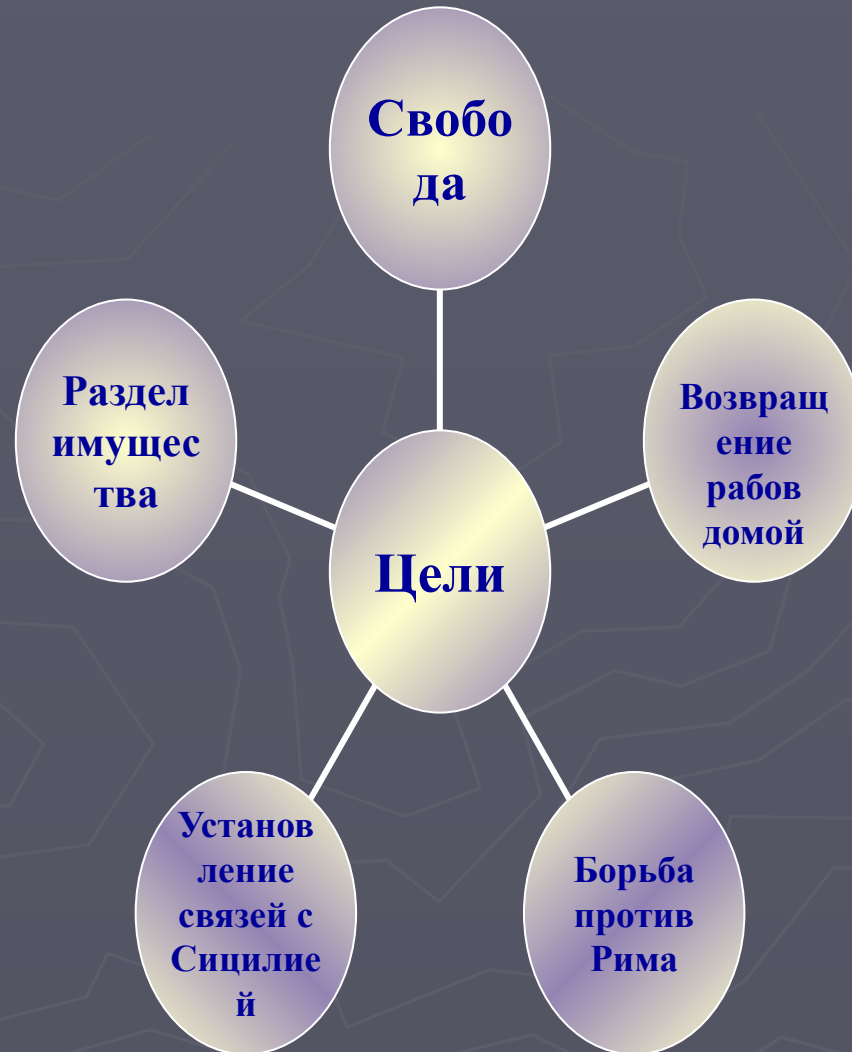 Свобо
да
Раздел
имущес
тва
Возвращ
ение
рабов
домой
Цели
Установ
ление
связей с
Сицилие
й
Борьба
против
Рима